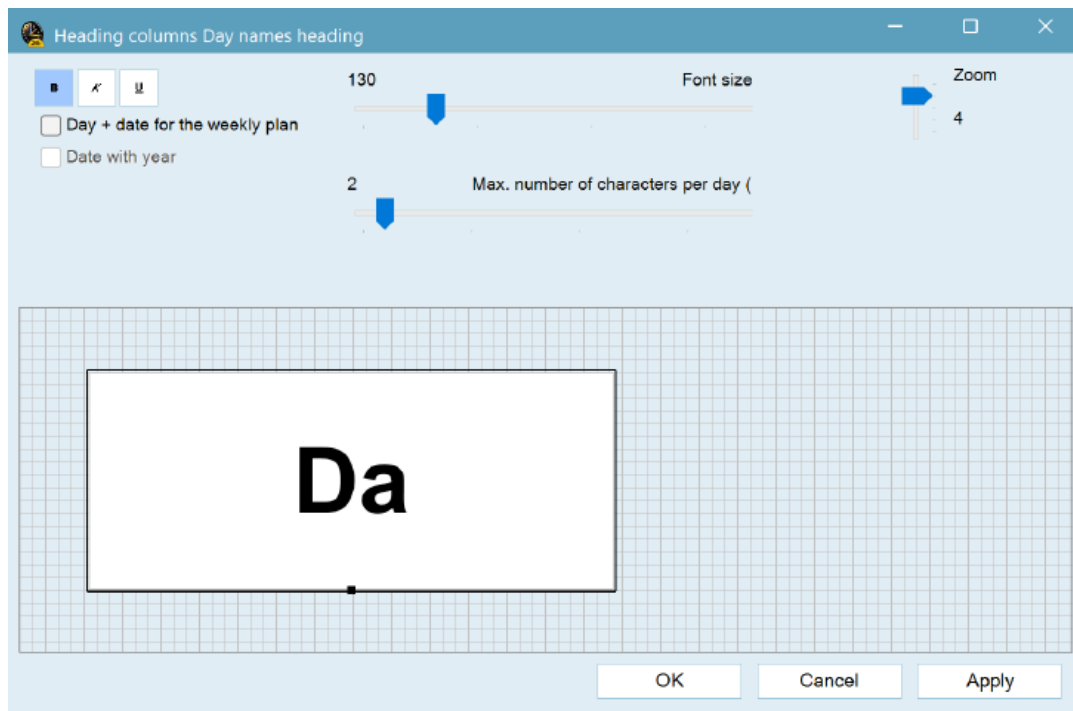 Heading columns Day names heading
B K U
130 Font size
Zoom
4
Day + date for the weekly plan
Date with year
2 Max. number of characters per day (
Da
OK Cancel Apply